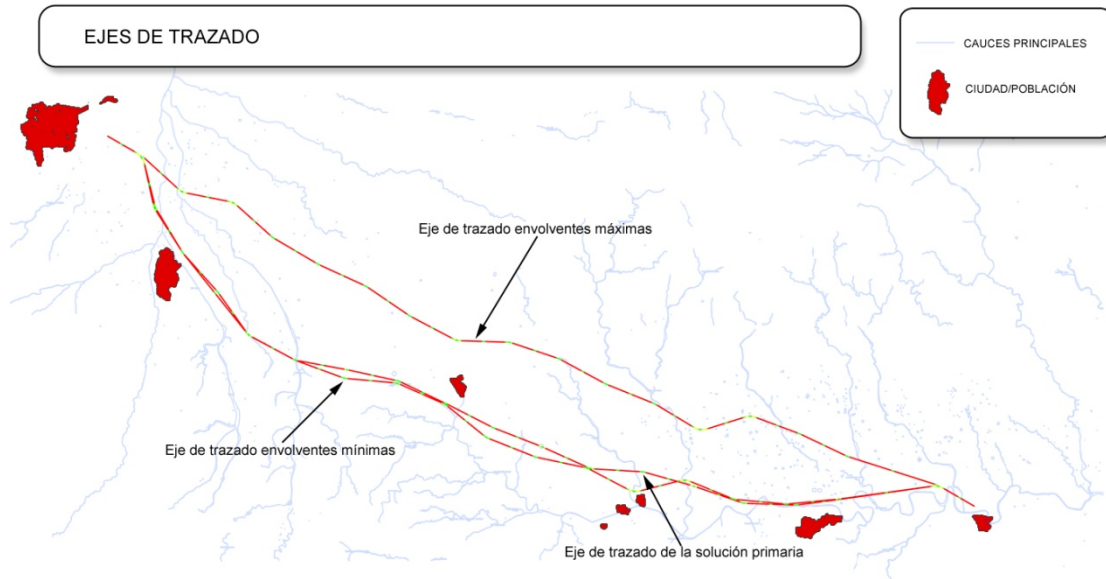 EJES DE TRAZADO
CAUCES PRINCIPALES
CIUDAD/POBLACIÓN
Eje de trazado envolventes máximas
Eje de trazado envolventes mínimas
Eje de trazado de la solución primaria